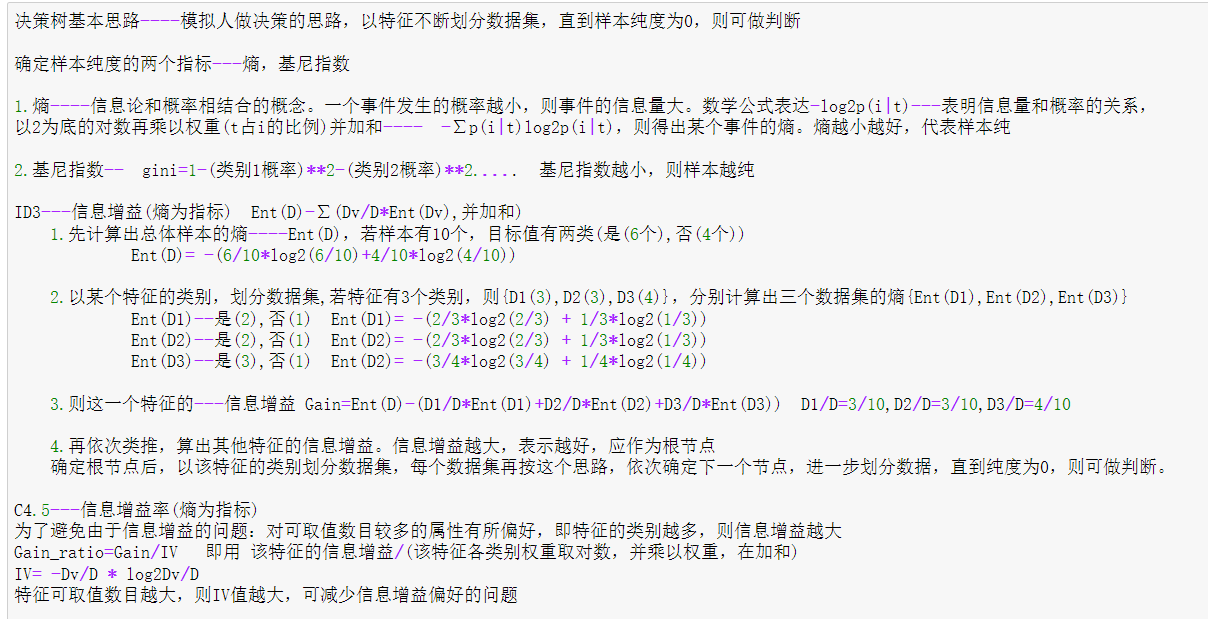 决策树基本思路----模拟人做决策的思路，以特征不断划分数据集，直到样本纯度为0，则可做判断
确定样本纯度的两个指标---熵，基尼指数
1.熵----信息论和概率相结合的概念。一个事件发生的概率越小，则事件的信息量大。数学公式表达-log2p(i|t)---表明信息量和概率的关系，
以2为底的对数再乘以权重(t占i的比例)并加和---- -∑p(i|t)log2p(i|t)，则得出某个事件的熵。熵越小越好，代表样本纯
2.基尼指数-- gini=1-(类别1概率)**2-(类别2概率)**2..... 基尼指数越小，则样本越纯
ID3---信息增益(熵为指标) Ent(D)-∑(Dv/D*Ent(Dv),并加和)
1.先计算出总体样本的熵----Ent(D)，若样本有10个，目标值有两类(是(6个),否(4个))
Ent(D)= -(6/10*log2(6/10)+4/10*log2(4/10))
2.以某个特征的类别，划分数据集,若特征有3个类别，则{D1(3),D2(3),D3(4)}，分别计算出三个数据集的熵{Ent(D1),Ent(D2),Ent(D3)}
Ent(D1)--是(2),否(1) Ent(D1)= -(2/3*log2(2/3) + 1/3*log2(1/3))
Ent(D2)--是(2),否(1) Ent(D2)= -(2/3*log2(2/3) + 1/3*log2(1/3))
Ent(D3)--是(3),否(1) Ent(D2)= -(3/4*log2(3/4) + 1/4*log2(1/4))
3.则这一个特征的---信息增益 Gain=Ent(D)-(D1/D*Ent(D1)+D2/D*Ent(D2)+D3/D*Ent(D3)) D1/D=3/10,D2/D=3/10,D3/D=4/10
4.再依次类推，算出其他特征的信息增益。信息增益越大，表示越好，应作为根节点
确定根节点后，以该特征的类别划分数据集，每个数据集再按这个思路，依次确定下一个节点，进一步划分数据，直到纯度为0，则可做判断。
C4.5---信息增益率(熵为指标)
为了避免由于信息增益的问题：对可取值数目较多的属性有所偏好，即特征的类别越多，则信息增益越大
Gain_ratio=Gain/IV 即用 该特征的信息增益/(该特征各类别权重取对数，并乘以权重，在加和)
IV= -Dv/D * log2Dv/D
特征可取值数目越大，则IV值越大，可减少信息增益偏好的问题